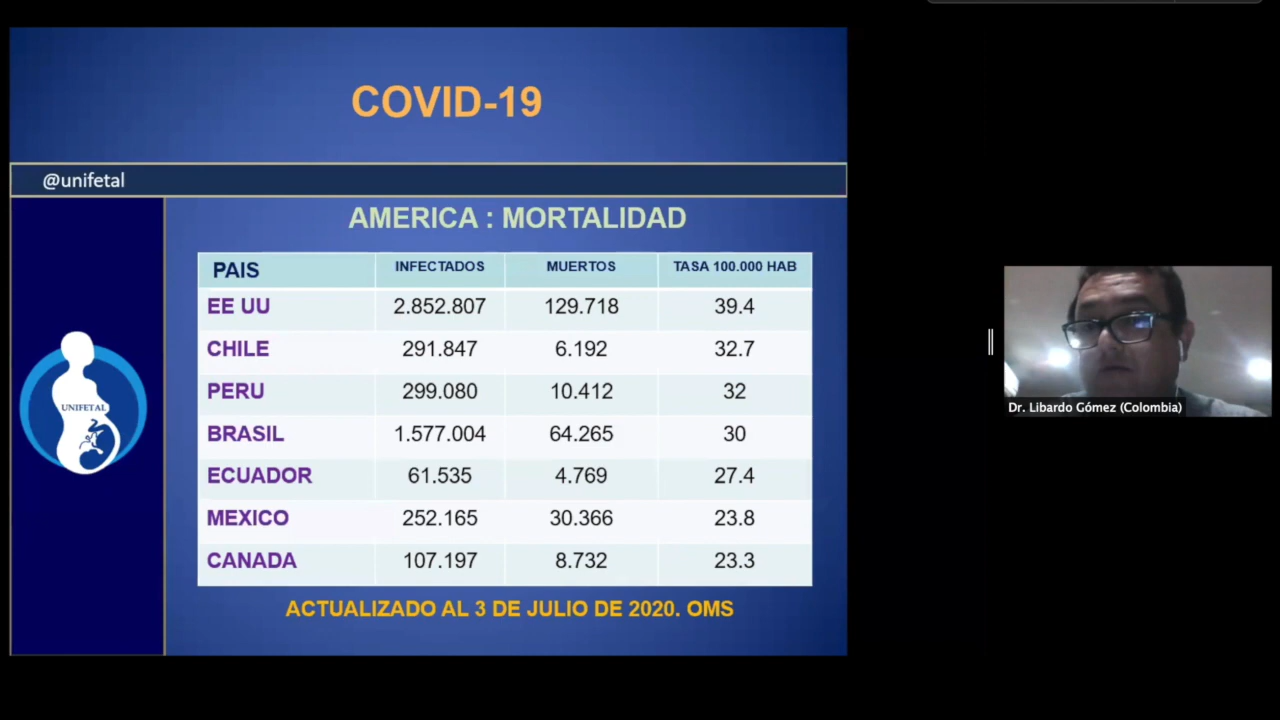 COVID-19
@unifetal
AMERICA : MORTALIDAD
PAIS INFECTADOS MUERTOS TASA 100.000 HAB
EE UU 2.852.807 129.718 39.4
CHILE 291.847 6.192 32.7
PERU 299.080 10.412 32
BRASIL 1.577.004 64.265 30
ECUADOR 61.535 4.769 27.4
MEXICO 252.165 30.366 23.8
CANADA 107.197 8.732 23.3
ACTUALIZADO AL 3 DE JULIO DE 2020. OMS
UNIFETAL
Dr. Libardo Gómez (Colombia)